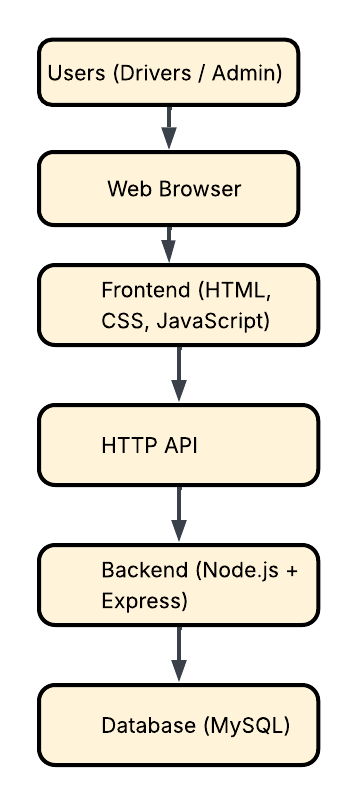 Users (Drivers / Admin)
Web Browser
Frontend (HTML,
CSS, JavaScript)
HTTP API
Backend (Node.js +
Express)
Database (MySQL)